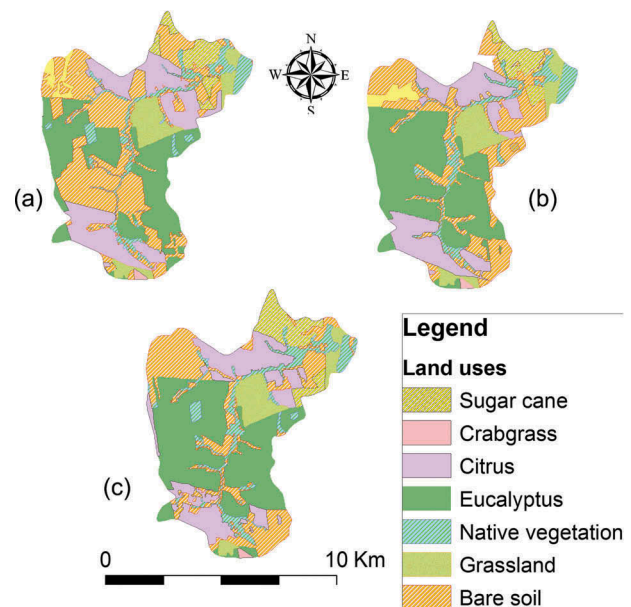 N
W E
S
(a)
(b)
(c)
0 10 Km
Legend
Land uses
Sugar cane
Crabgrass
Citrus
Eucalyptus
Native vegetation
Grassland
Bare soil